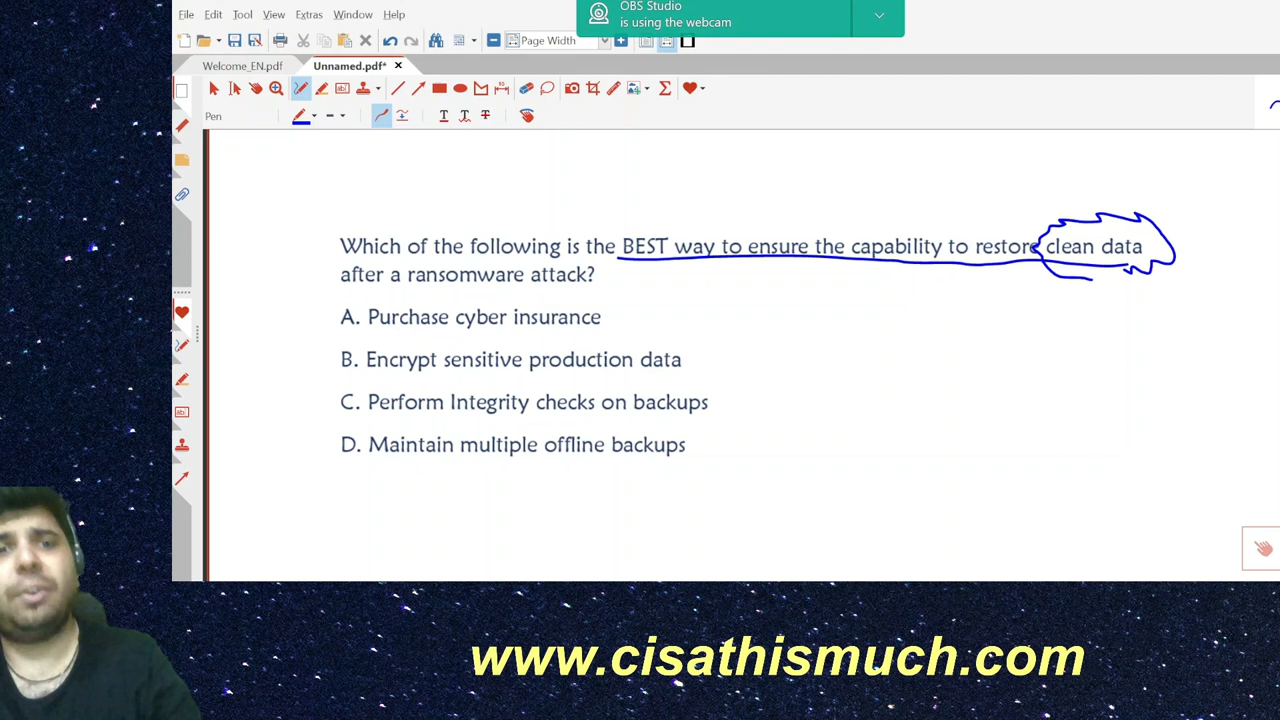 OBS Studio
is using the webcam
File Edit Tool View Extras Window Help
Page Width
Welcome_EN.pdf Unnamed.pdf*
Pen
Which of the following is the BEST way to ensure the capability to restore clean data
after a ransomware attack?
A. Purchase cyber insurance
B. Encrypt sensitive production data
C. Perform Integrity checks on backups
D. Maintain multiple offline backups
www.cisathismuch.com